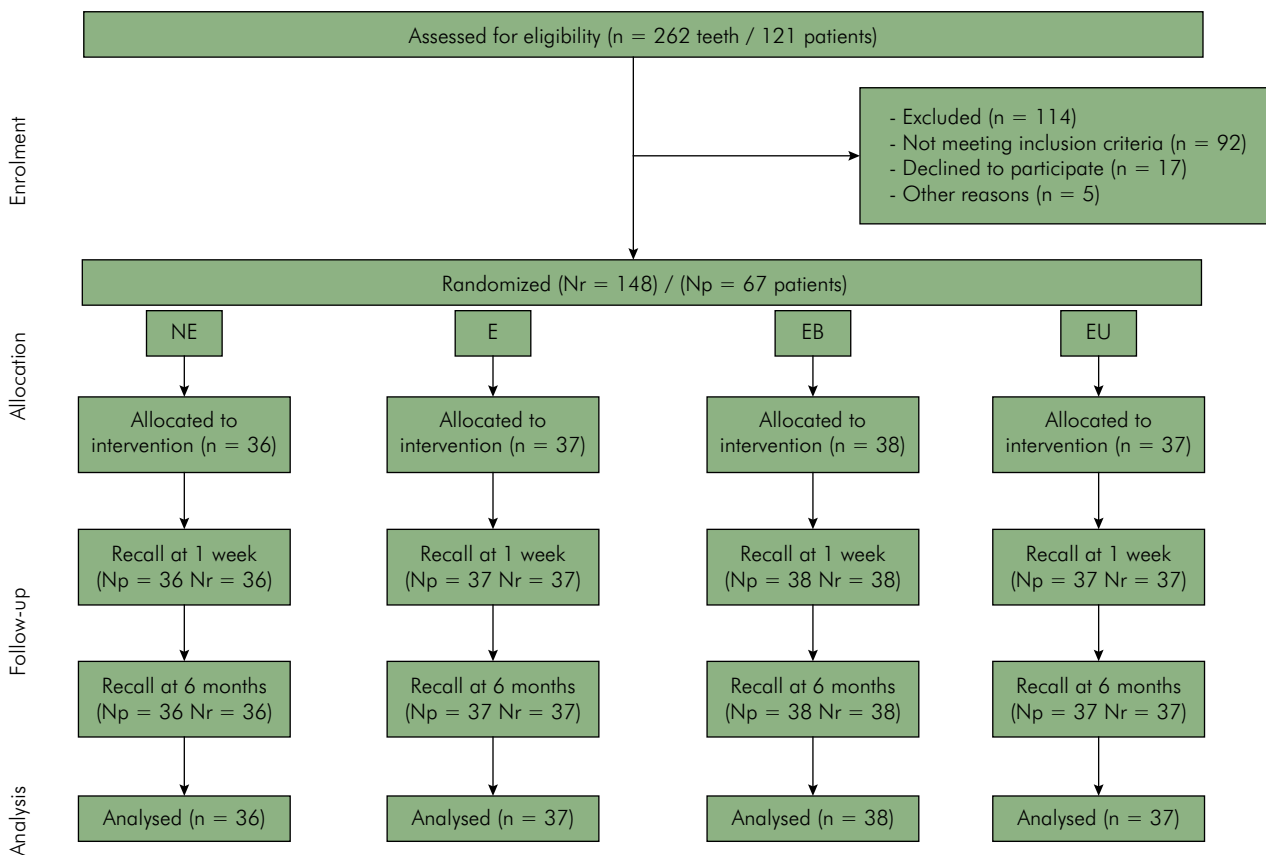 Assessed for eligibility (n = 262 teeth / 121 patients)
Enrolment
- Excluded (n = 114)
- Not meeting inclusion criteria (n = 92)
- Declined to participate (n = 17)
- Other reasons (n = 5)
Randomized (Nr = 148) / (Np = 67 patients)
Allocation
NE
E
EB
EU
Allocated to
intervention (n = 36)
Allocated to
intervention (n = 37)
Allocated to
intervention (n = 38)
Allocated to
intervention (n = 37)
Follow-up
Recall at 1 week
(Np = 36 Nr = 36)
Recall at 1 week
(Np = 37 Nr = 37)
Recall at 1 week
(Np = 38 Nr = 38)
Recall at 1 week
(Np = 37 Nr = 37)
Recall at 6 months
(Np = 36 Nr = 36)
Recall at 6 months
(Np = 37 Nr = 37)
Recall at 6 months
(Np = 38 Nr = 38)
Recall at 6 months
(Np = 37 Nr = 37)
Analysis
Analysed (n = 36)
Analysed (n = 37)
Analysed (n = 38)
Analysed (n = 37)